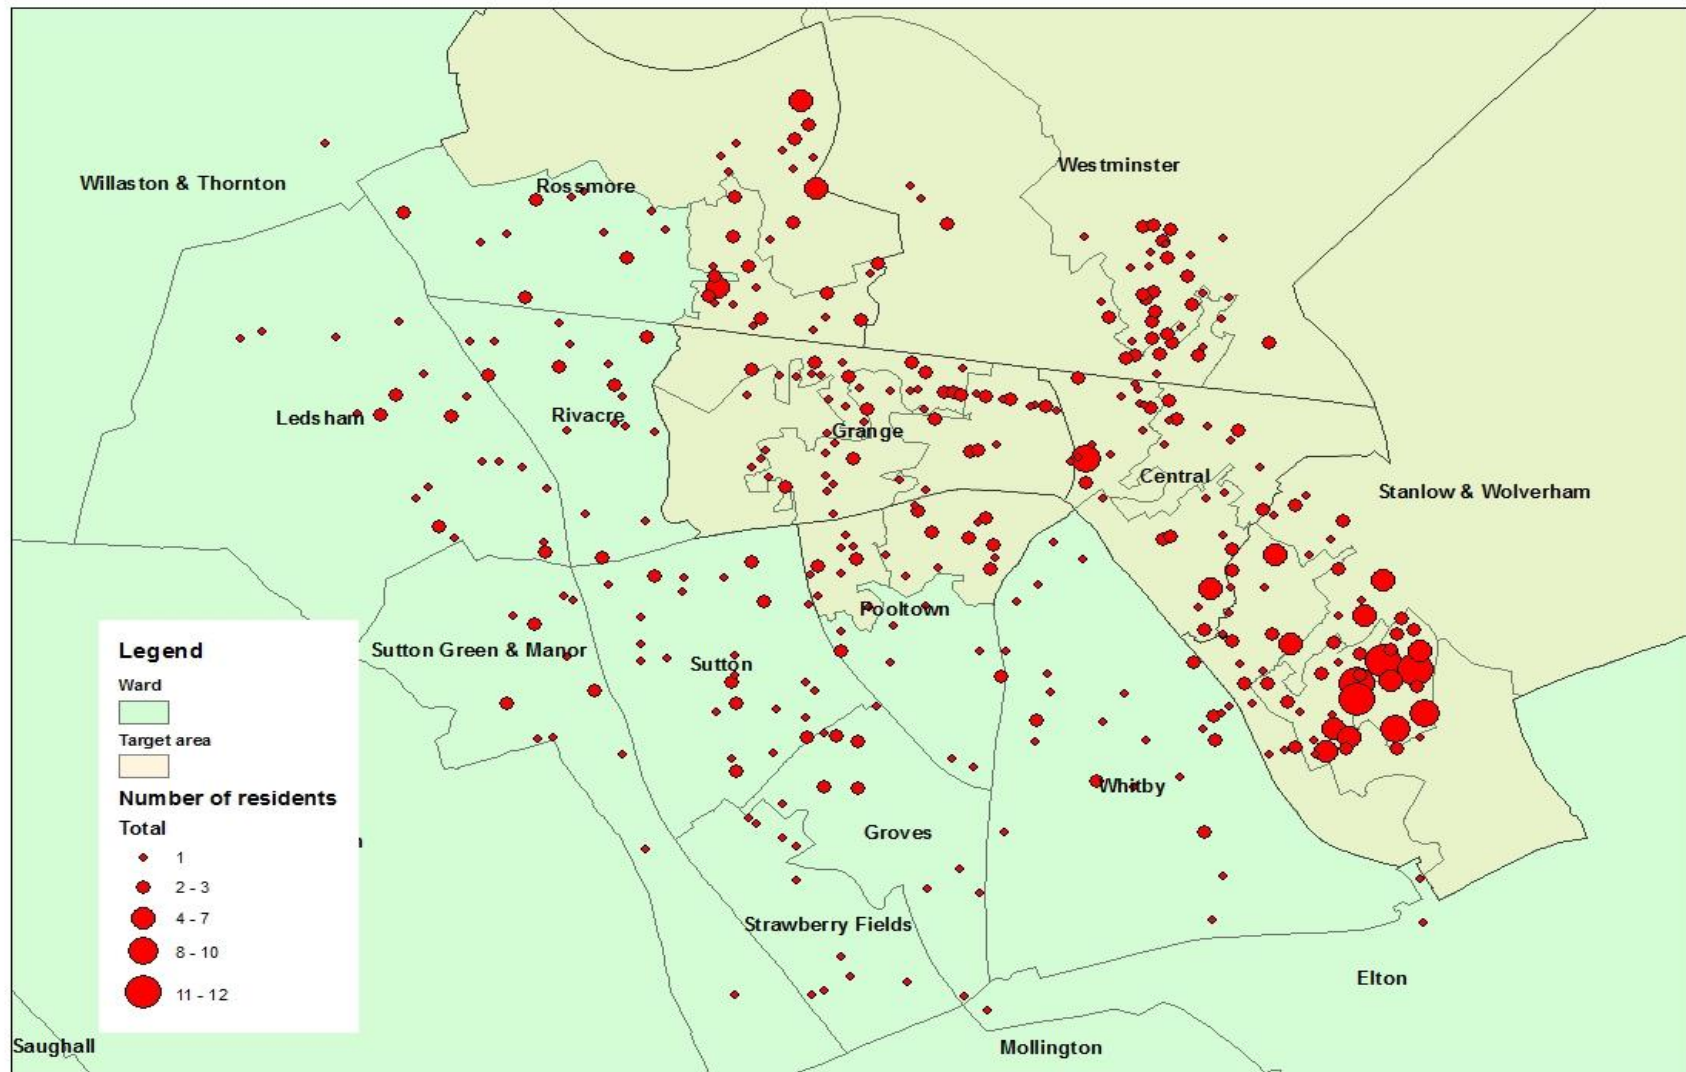 Westminster
Willaston & Thornton
Rossmore
Ledsham
Rivacre
Grange
Central
Stanlow & Wolverham
Pooltown
Sutton Green & Manor
Sutton
Whitby
Groves
Strawberry Fields
Elton
Mollington
Saughall
Legend
Ward
Target area
Number of residents
Total
1
2 - 3
4 - 7
8 - 10
11 - 12